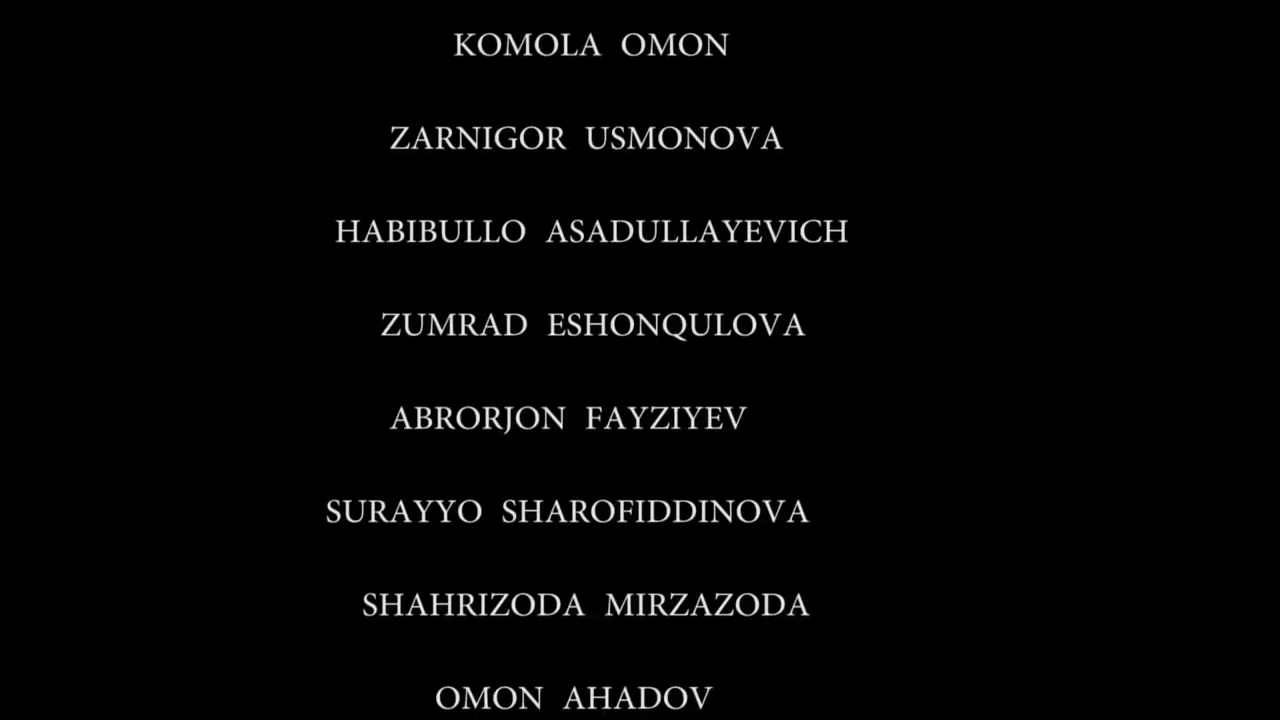 KOMOLA OMON
ZARNIGOR USMONOVA
HABIBULLO ASADULLAYEVICH
ZUMRAD ESHONQULOVA
ABRORJON FAYZIYEV
SURAYYO SHAROFIDDINOVA
SHAHRIZODA MIRZAZODA
OMON AHADOV